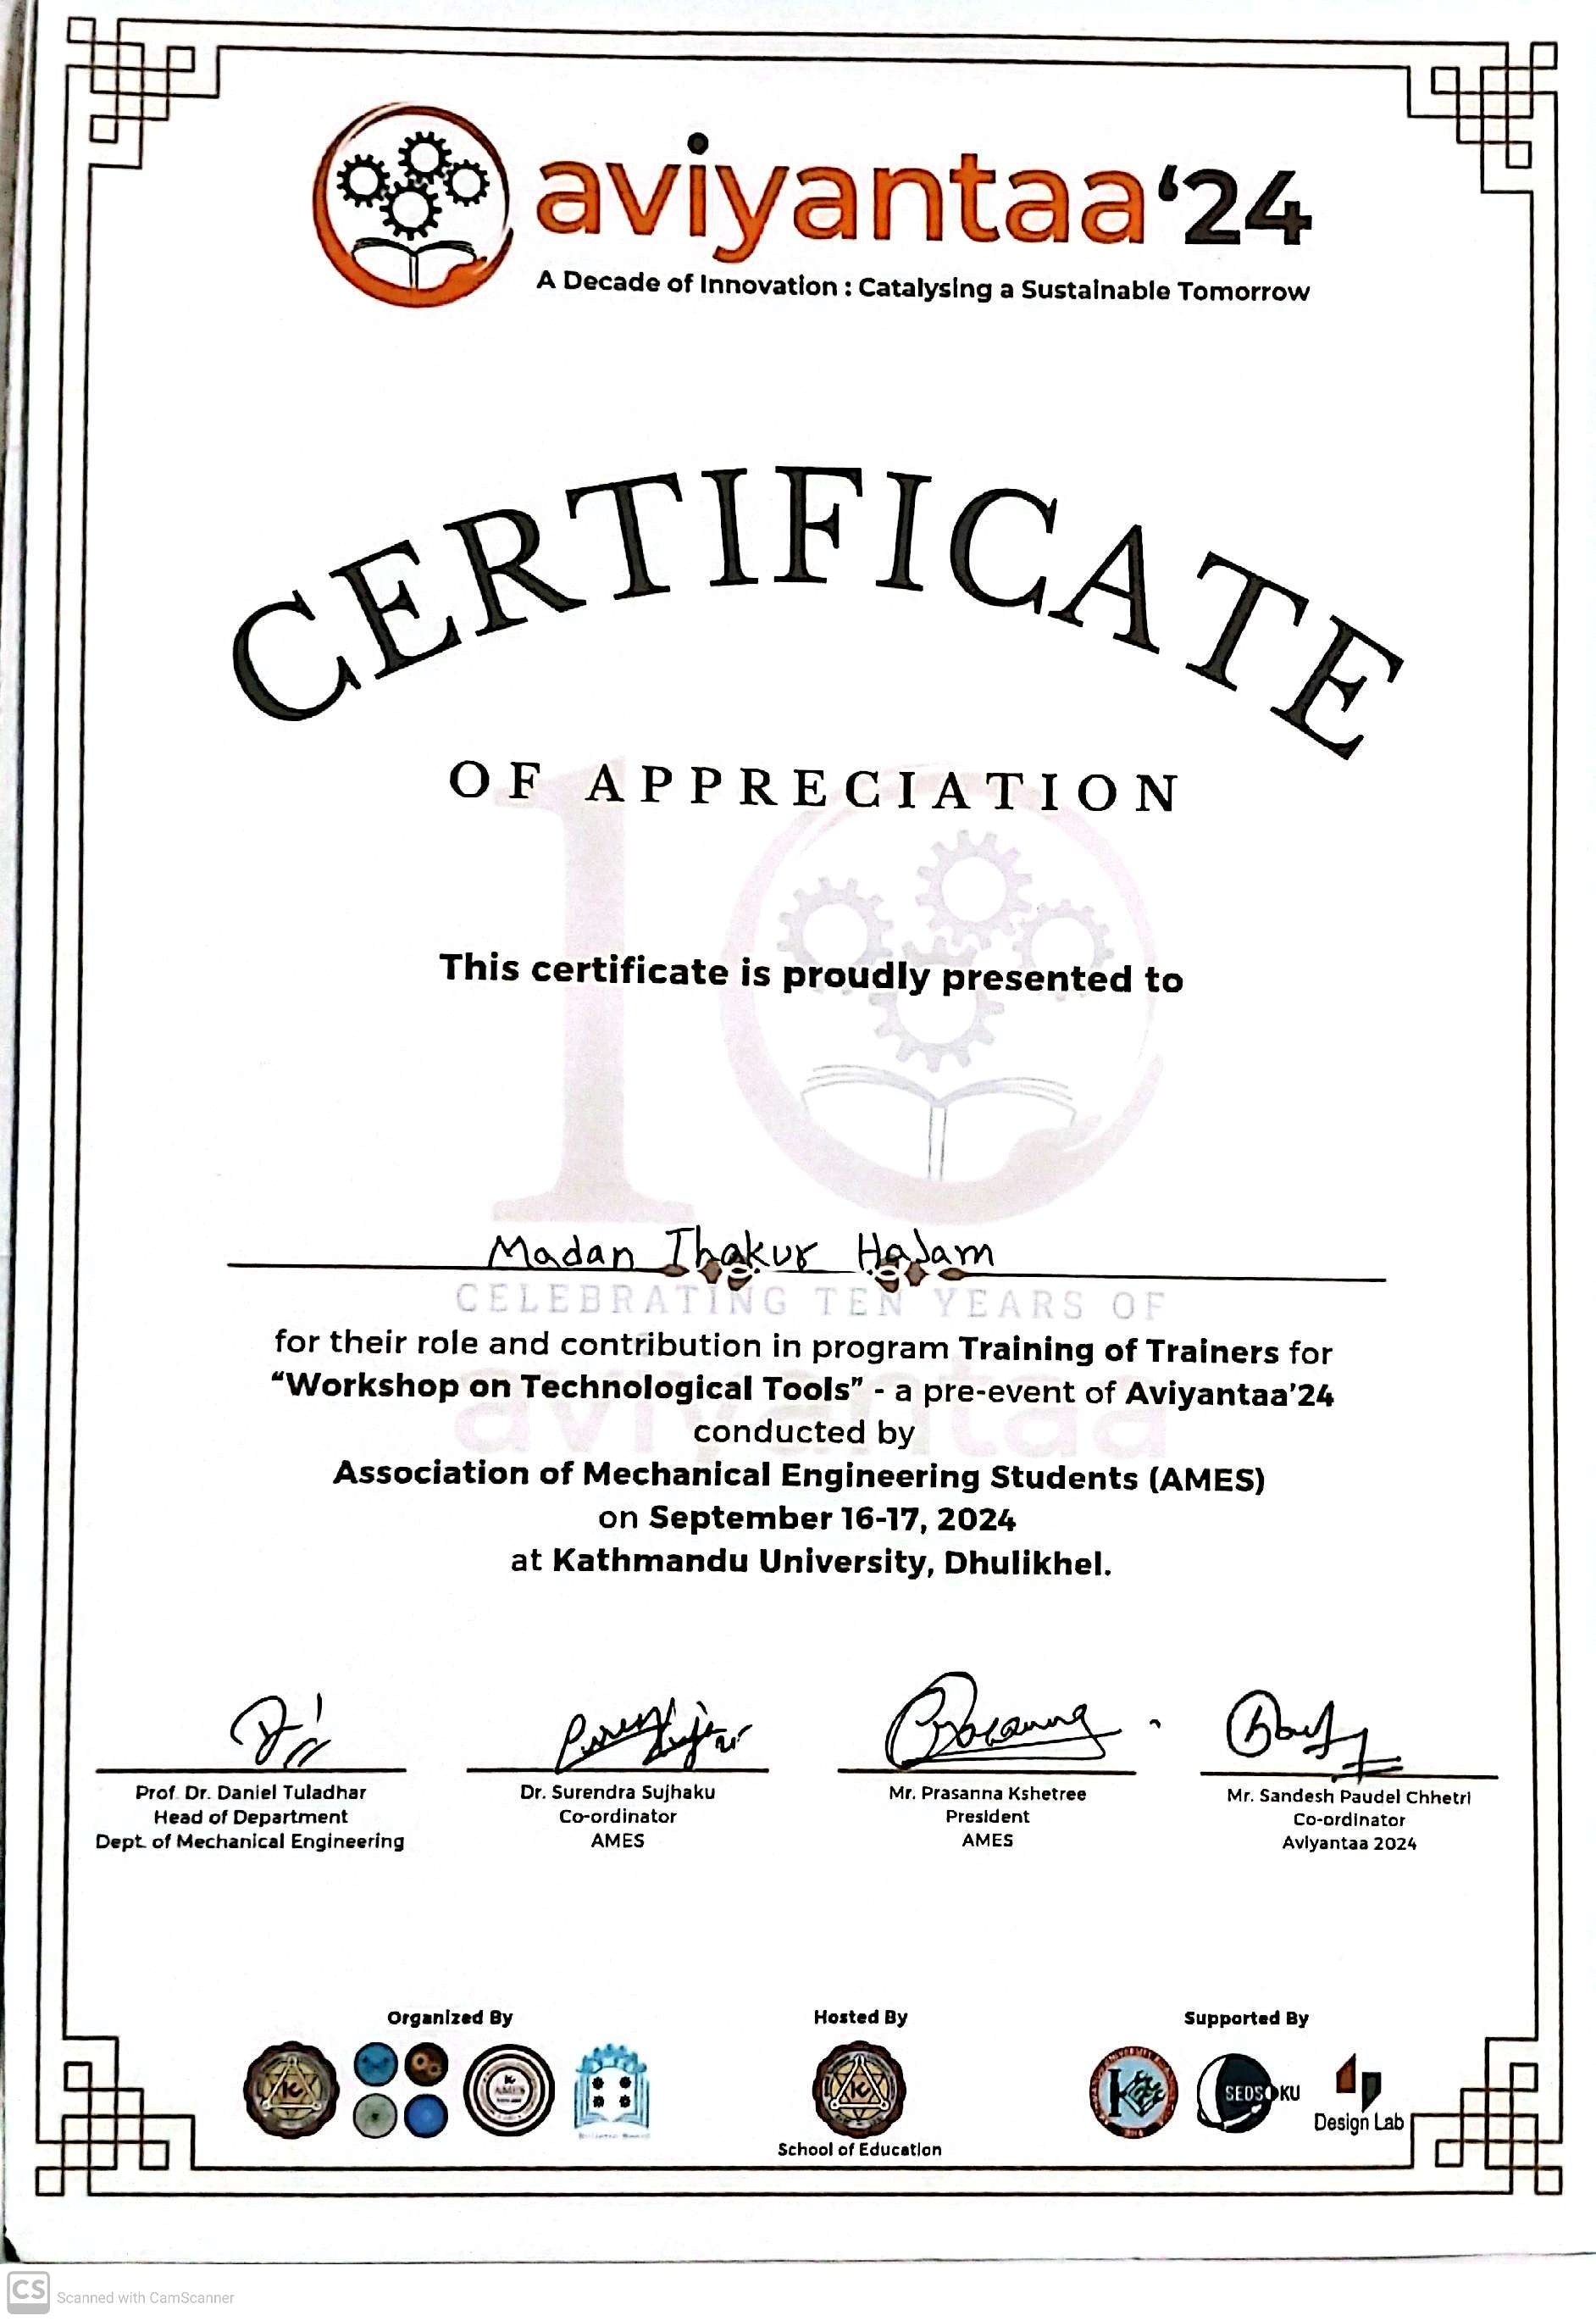 aviyantaa‘24
A Decade of Innovation : Catalysing a Sustainable Tomorrow
CERTIFICATE
OF APPRECIATION
This certificate is proudly presented to
Madan Thakur Hajam
CELEBRATING TEN YEARS OF
aviyantaa
for their role and contribution in program Training of Trainers for
“Workshop on Technological Tools” - a pre-event of Aviyantaa’24
conducted by
Association of Mechanical Engineering Students (AMES)
on September 16-17, 2024
at Kathmandu University, Dhulikhel.
Prof. Dr. Daniel Tuladhar
Head of Department
Dept. of Mechanical Engineering
Dr. Surendra Sujhaku
Co-ordinator
AMES
Mr. Prasanna Kshetree
President
AMES
Mr. Sandesh Paudel Chhetri
Co-ordinator
Aviyantaa 2024
Organized By
AMES
Hosted By
School of Education
Supported By
SEDS KU
Design Lab
CS Scanned with CamScanner